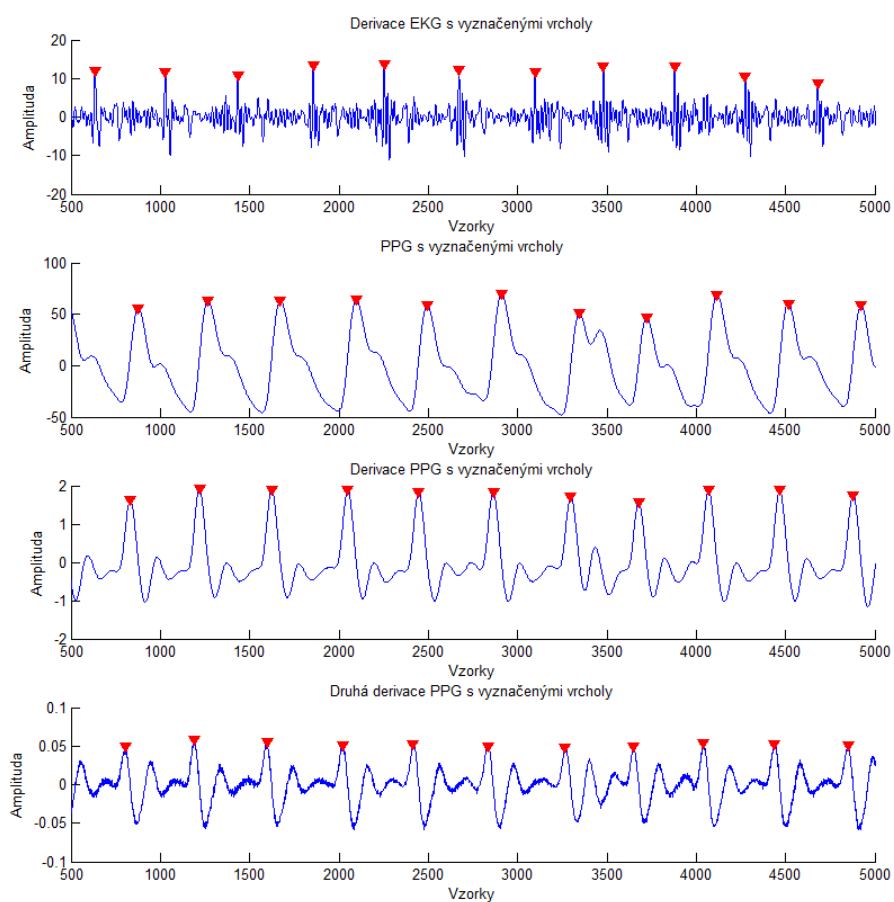 Derivace EKG s vyznačenými vrcholy
20
10
0
-10
-20
Amplituda
500 1000 1500 2000 2500 3000 3500 4000 4500 5000
Vzorky
PPG s vyznačenými vrcholy
100
50
0
-50
Amplituda
500 1000 1500 2000 2500 3000 3500 4000 4500 5000
Vzorky
Derivace PPG s vyznačenými vrcholy
2
1
0
-1
-2
Amplituda
500 1000 1500 2000 2500 3000 3500 4000 4500 5000
Vzorky
Druhá derivace PPG s vyznačenými vrcholy
0.1
0.05
0
-0.05
-0.1
Amplituda
500 1000 1500 2000 2500 3000 3500 4000 4500 5000
Vzorky